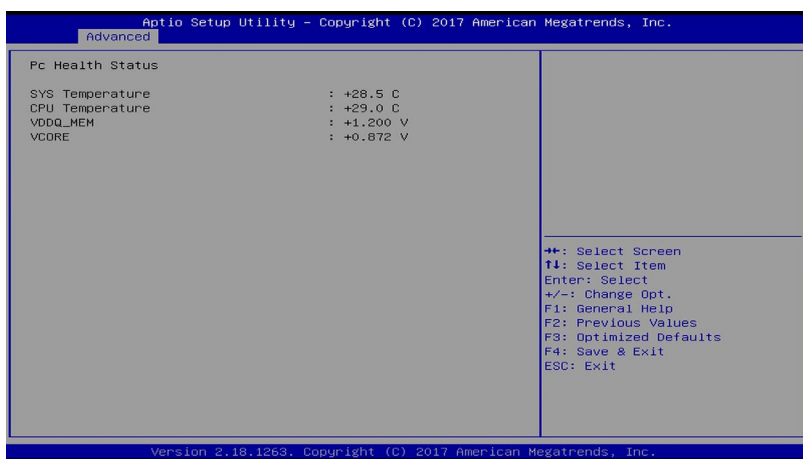 Aptio Setup Utility – Copyright (C) 2017 American Megatrends, Inc.
Advanced
Pc Health Status
SYS Temperature : +28.5 C
CPU Temperature : +29.0 C
VDDQ_MEM : +1.200 V
VCORE : +0.872 V
→←: Select Screen
↑↓: Select Item
Enter: Select
+/-: Change Opt.
F1: General Help
F2: Previous Values
F3: Optimized Defaults
F4: Save & Exit
ESC: Exit
Version 2.18.1263. Copyright (C) 2017 American Megatrends, Inc.